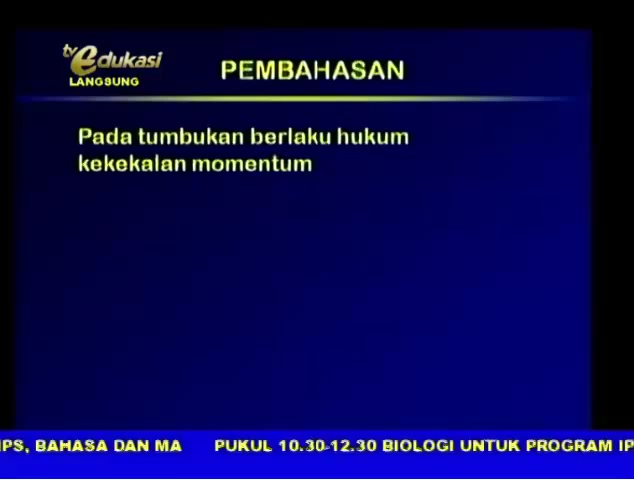 tv edukasi
LANGSUNG
PEMBAHASAN
Pada tumbukan berlaku hukum
kekekalan momentum
IPS, BAHASA DAN MA PUKUL 10.30-12.30 BIOLOGI UNTUK PROGRAM IP